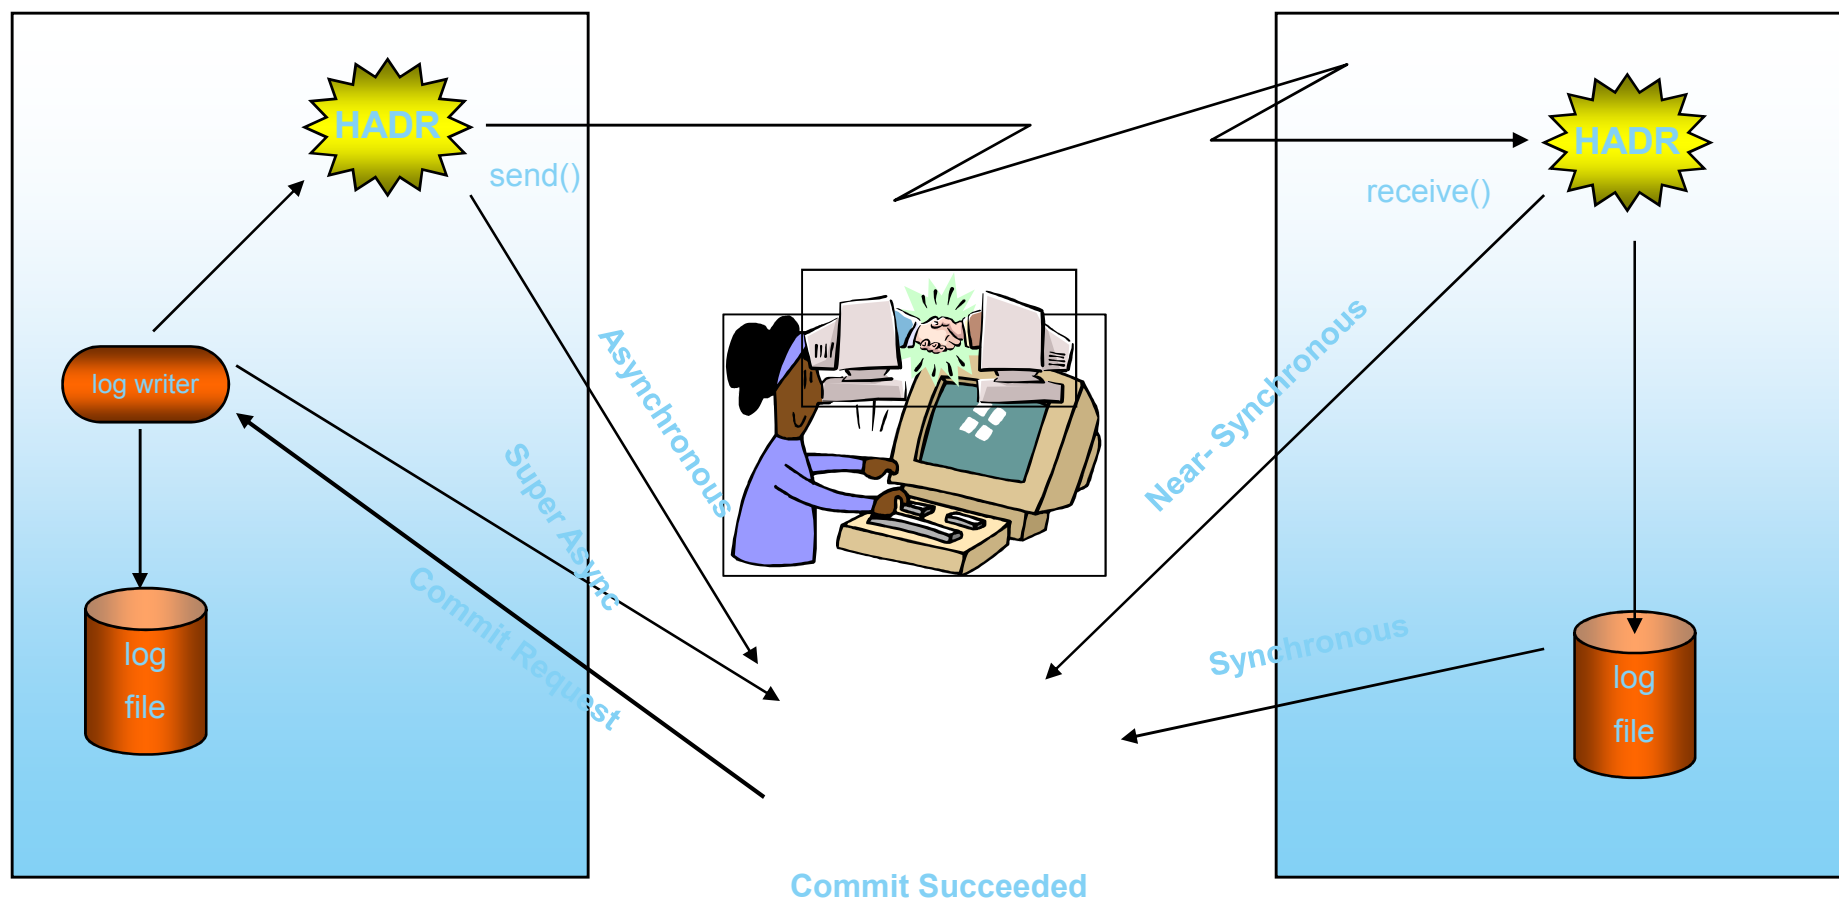 HADR
HADR
send()
receive()
log writer
Asynchronous
Near- Synchronous
Super Async
Commit Request
Synchronous
log
file
log
file
Commit Succeeded